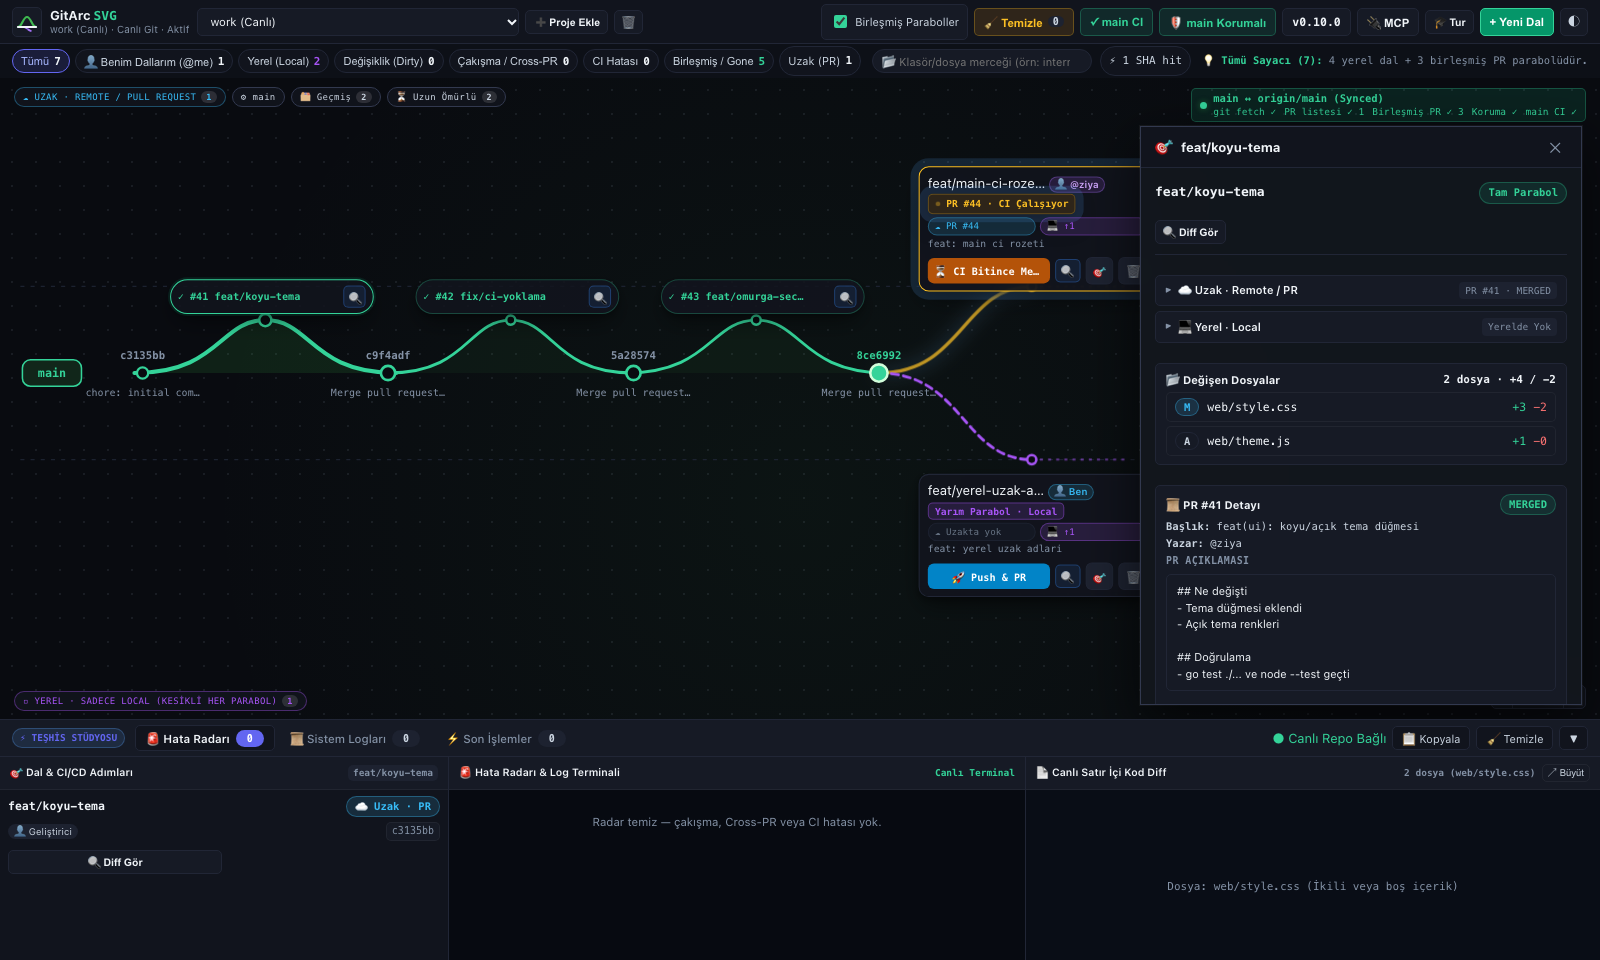 GitArc SVG
work (Canlı) · Canlı Git · Aktif
work (Canlı)
Proje Ekle
Birleşmiş Paraboller
Temizle 0
✓ main CI
main Korumalı
v0.10.0
MCP
Tur
+ Yeni Dal
Tümü 7
Benim Dallarım (@me) 1
Yerel (Local) 2
Değişiklik (Dirty) 0
Çakışma / Cross-PR 0
CI Hatası 0
Birleşmiş / Gone 5
Uzak (PR) 1
Klasör/dosya merceği (örn: interr
⚡ 1 SHA hit
Tümü Sayacı (7): 4 yerel dal + 3 birleşmiş PR parabolüdür.
UZAK · REMOTE / PULL REQUEST 1
main
Geçmiş 2
Uzun Ömürlü 2
main ↔ origin/main (Synced)
git fetch ✓ PR listesi ✓ 1 Birleşmiş PR ✓ 3 Koruma ✓ main CI ✓
feat/main-ci-roze… @ziya
PR #44 · CI Çalışıyor
PR #44 ↑1
feat: main ci rozeti
CI Bitince Me…
✓ #41 feat/koyu-tema
✓ #42 fix/ci-yoklama
✓ #43 feat/omurga-sec…
main
c3135bb
c9f4adf
5a28574
8ce6992
chore: initial com…
Merge pull request…
Merge pull request…
Merge pull request…
feat/yerel-uzak-a… Ben
Yarım Parabol · Local
Uzakta yok ↑1
feat: yerel uzak adlari
Push & PR
YEREL · SADECE LOCAL (KESİKLİ HER PARABOL) 1
feat/koyu-tema
feat/koyu-tema
Tam Parabol
Diff Gör
Uzak · Remote / PR
PR #41 · MERGED
Yerel · Local
Yerelde Yok
Değişen Dosyalar
2 dosya · +4 / −2
M web/style.css +3 −2
A web/theme.js +1 −0
PR #41 Detayı
MERGED
Başlık: feat(ui): koyu/açık tema düğmesi
Yazar: @ziya
PR AÇIKLAMASI
## Ne değişti
- Tema düğmesi eklendi
- Açık tema renkleri
## Doğrulama
- go test ./... ve node --test geçti
⚡ TEŞHİS STÜDYOSU
Hata Radarı 0
Sistem Logları 0
⚡ Son İşlemler 0
Canlı Repo Bağlı
Kopyala
Temizle
▼
Dal & CI/CD Adımları
feat/koyu-tema
feat/koyu-tema
Uzak · PR
Geliştirici
c3135bb
Diff Gör
Hata Radarı & Log Terminali
Canlı Terminal
Radar temiz — çakışma, Cross-PR veya CI hatası yok.
Canlı Satır İçi Kod Diff
2 dosya (web/style.css)
Büyüt
Dosya: web/style.css (İkili veya boş içerik)